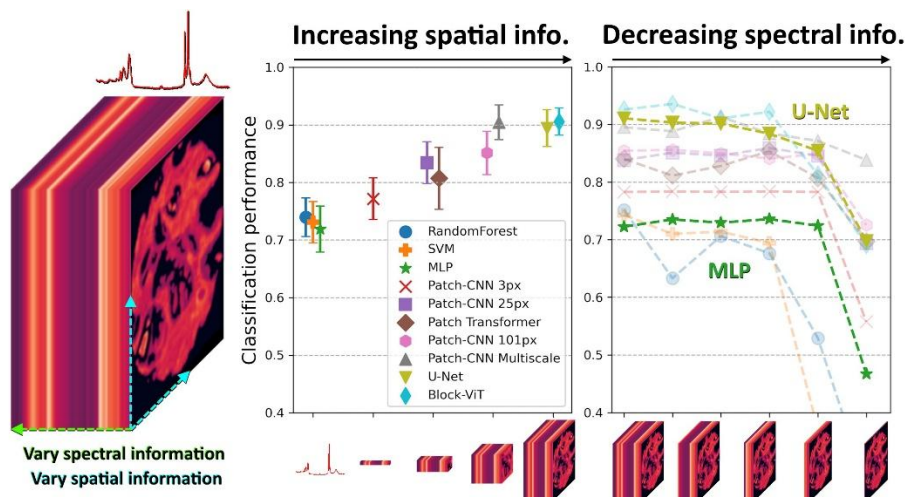 Increasing spatial info.
Decreasing spectral info.
Classification performance
1.0
0.9
0.8
0.7
0.6
0.5
0.4
RandomForest
SVM
MLP
Patch-CNN 3px
Patch-CNN 25px
Patch Transformer
Patch-CNN 101px
Patch-CNN Multiscale
U-Net
Block-ViT
1.0
0.9
0.8
0.7
0.6
0.5
0.4
U-Net
MLP
Vary spectral information
Vary spatial information